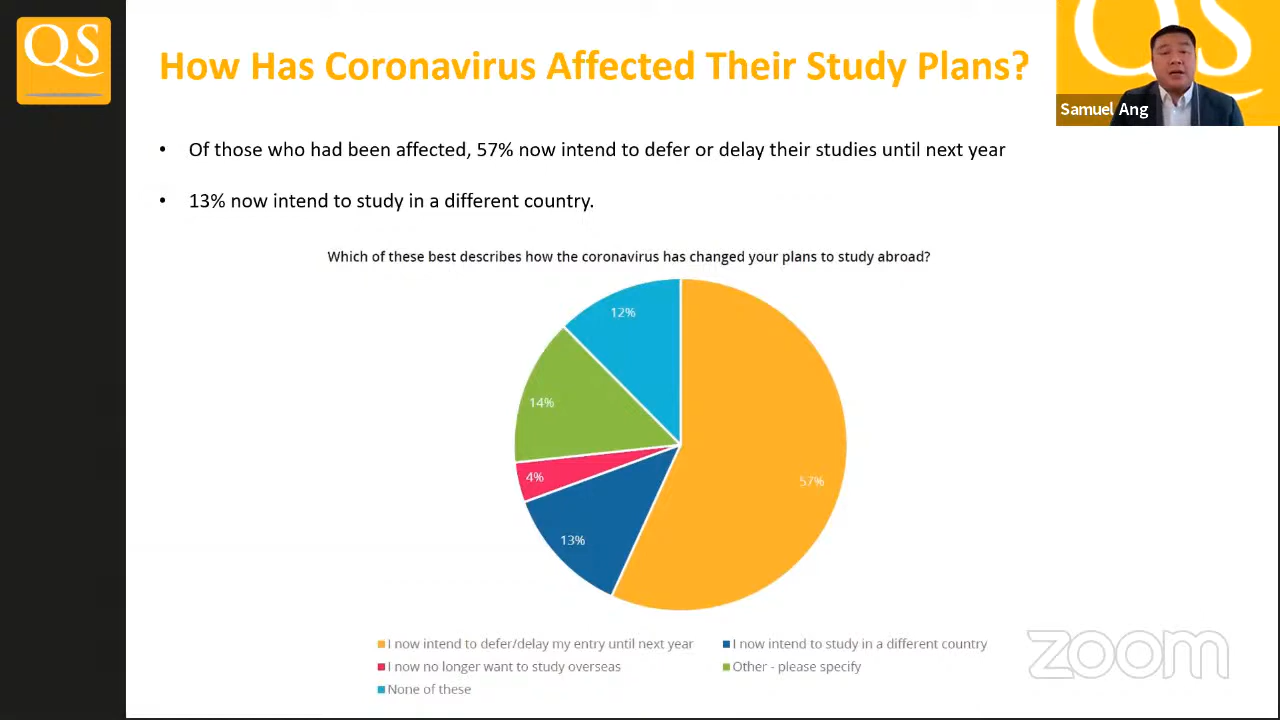 QS
How Has Coronavirus Affected Their Study Plans?
Samuel Ang
• Of those who had been affected, 57% now intend to defer or delay their studies until next year
• 13% now intend to study in a different country.
Which of these best describes how the coronavirus has changed your plans to study abroad?
12%
14%
4%
57%
13%
I now intend to defer/delay my entry until next year
I now intend to study in a different country
I now no longer want to study overseas
Other - please specify
None of these
zoom